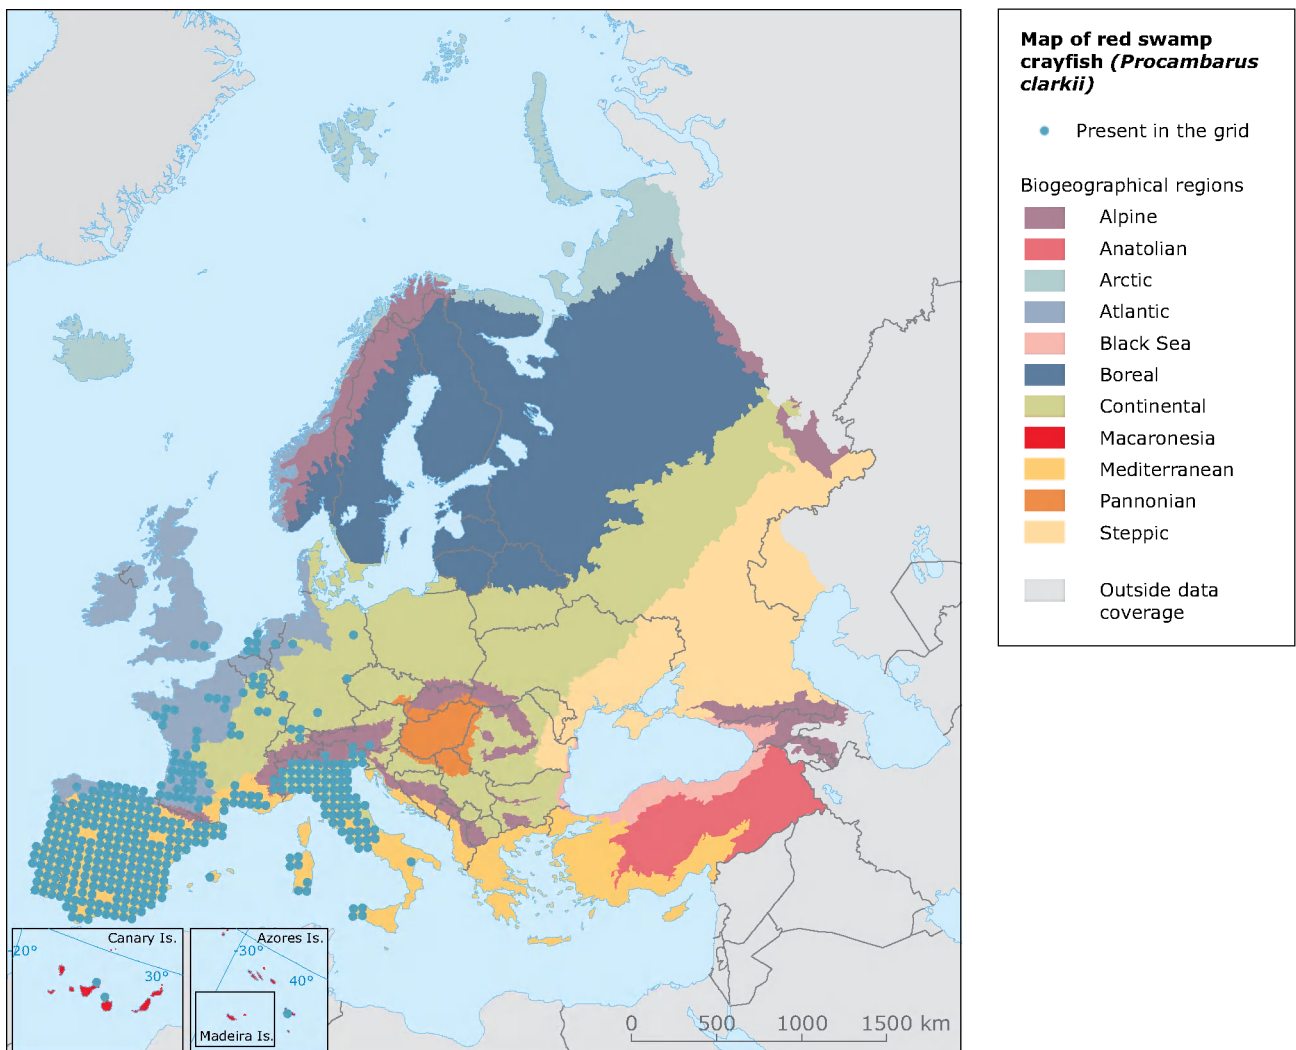 Map of red swamp
crayfish (Procambarus
clarkii)
Present in the grid
Biogeographical regions
Alpine
Anatolian
Arctic
Atlantic
Black Sea
Boreal
Continental
Macaronesia
Mediterranean
Pannonian
Steppic
Outside data
coverage
Canary Is.
-20°
30°
Azores Is.
-30°
40°
Madeira Is.
0 500 1000 1500 km